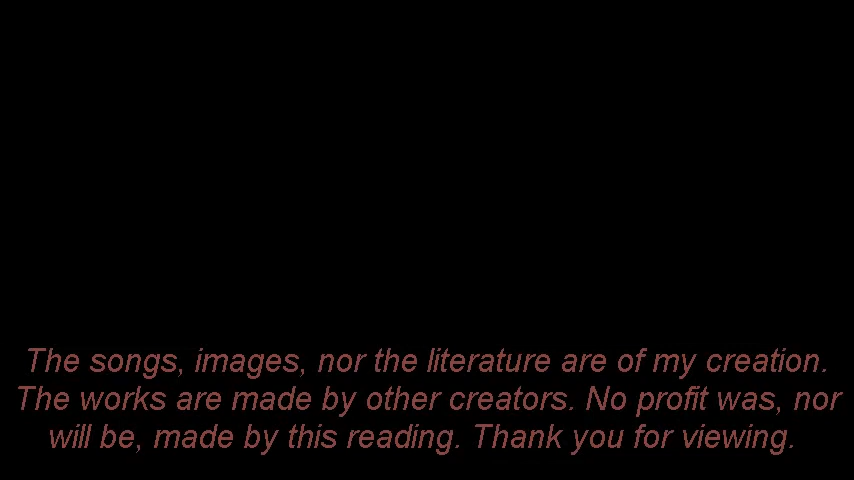 The songs, images, nor the literature are of my creation.
The works are made by other creators. No profit was, nor
will be, made by this reading. Thank you for viewing.